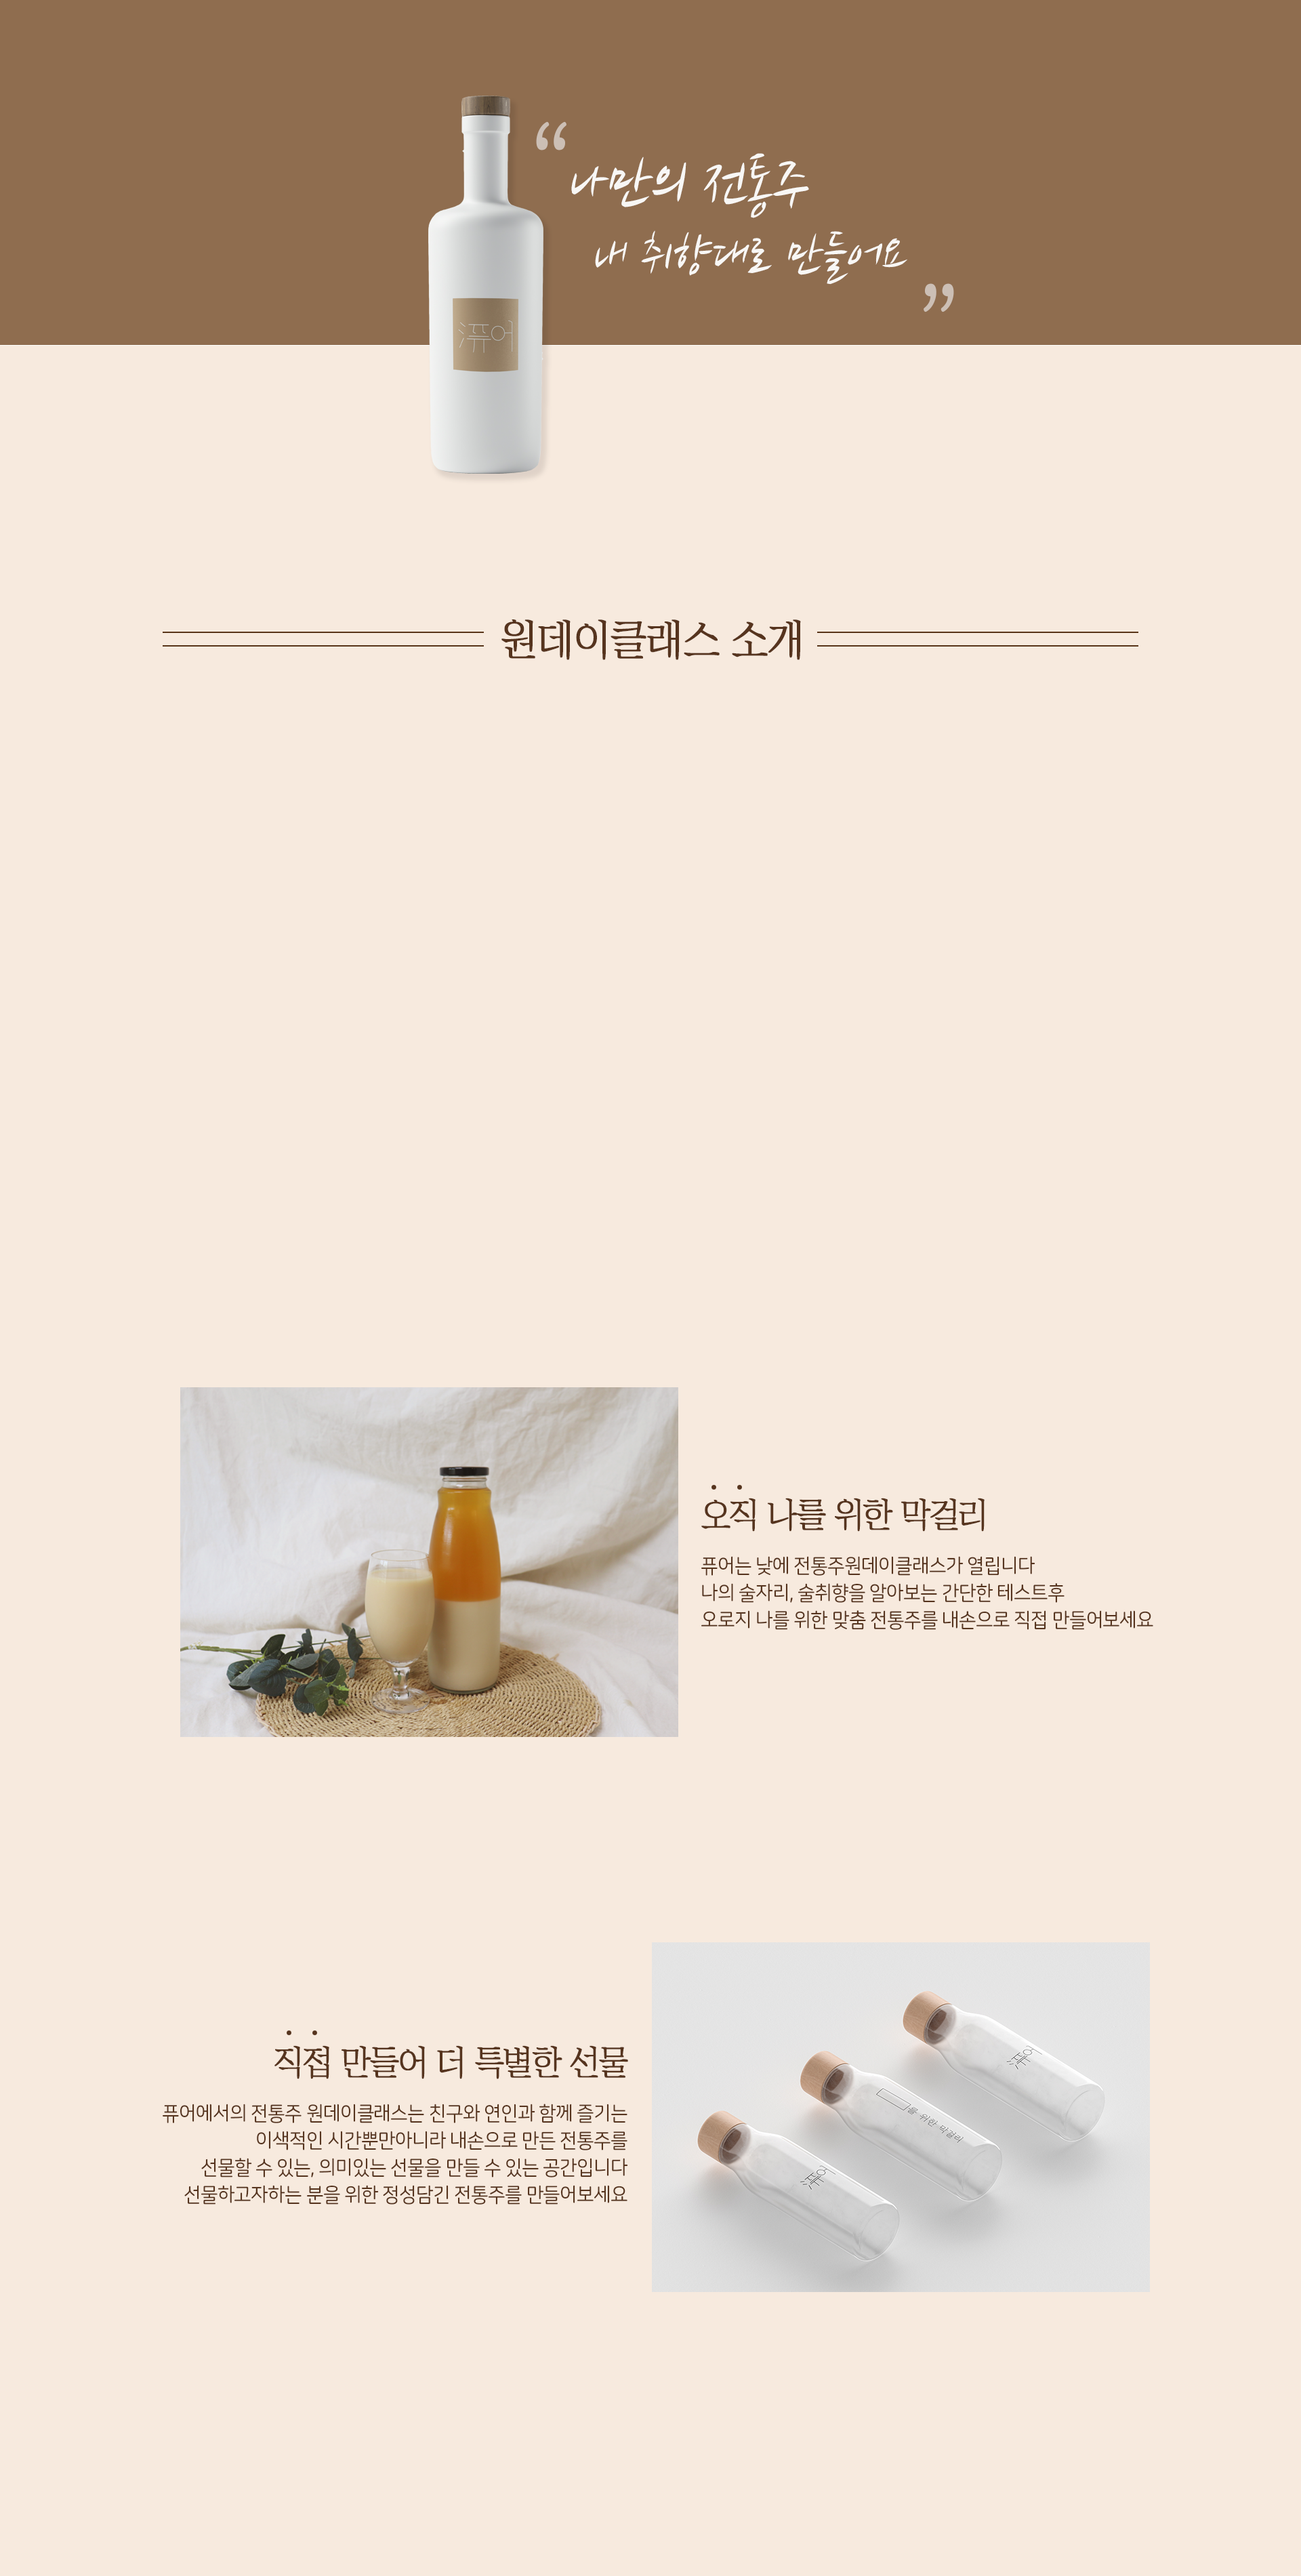 “
나만의 전통주
내 취향대로 만들어요
”
퓨어
원데이클래스 소개
오직 나를 위한 막걸리
퓨어는 낮에 전통주원데이클래스가 열립니다
나의 술자리, 술취향을 알아보는 간단한 테스트후
오로지 나를 위한 맞춤 전통주를 내손으로 직접 만들어보세요
직접 만들어 더 특별한 선물
퓨어에서의 전통주 원데이클래스는 친구와 연인과 함께 즐기는
이색적인 시간뿐만아니라 내손으로 만든 전통주를
선물할 수 있는, 의미있는 선물을 만들 수 있는 공간입니다
선물하고자하는 분을 위한 정성담긴 전통주를 만들어보세요
퓨어
를 위한 막걸리
퓨어